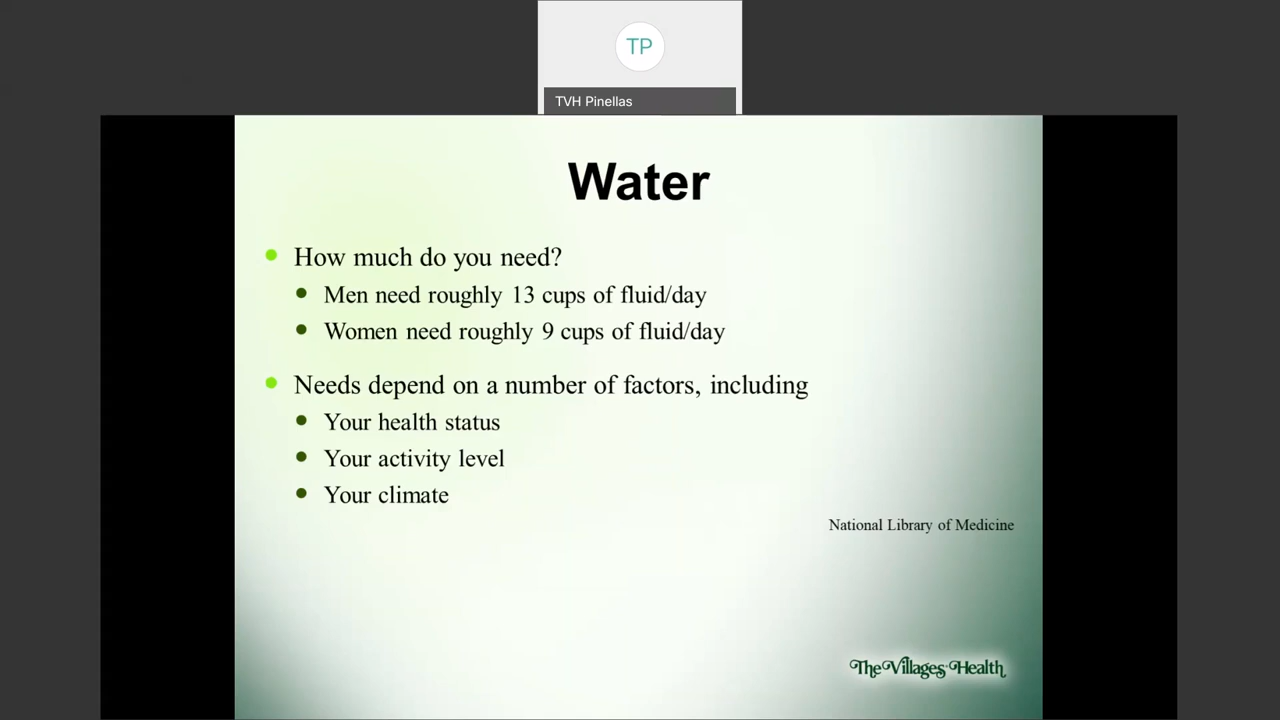 TP
TVH Pinellas
Water
How much do you need?
Men need roughly 13 cups of fluid/day
Women need roughly 9 cups of fluid/day
Needs depend on a number of factors, including
Your health status
Your activity level
Your climate
National Library of Medicine
The Villages Health